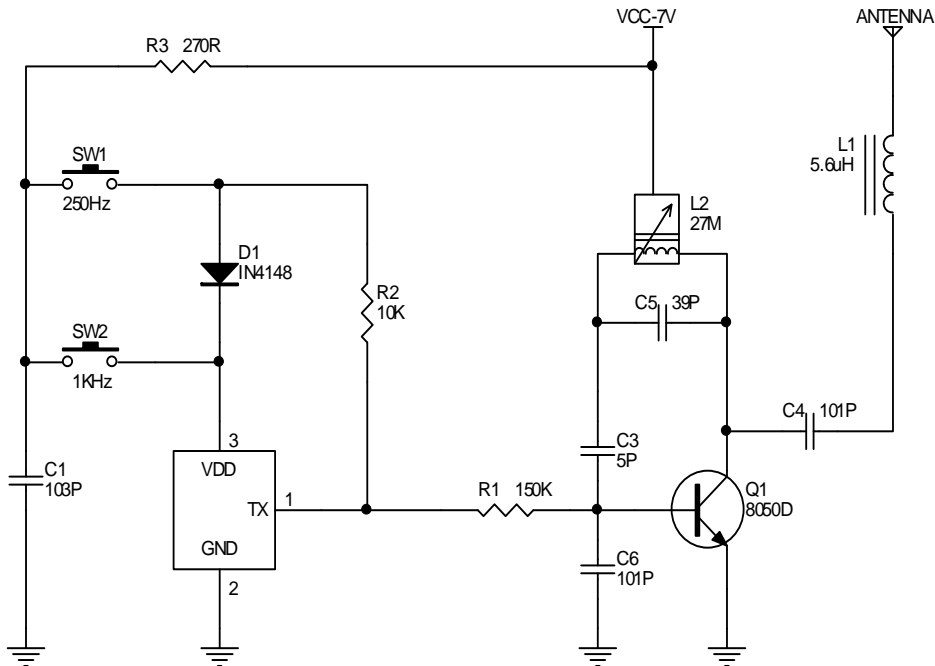 VCC-7V
ANTENNA
R3 270R
L1
5.6uH
SW1
250Hz
L2
27M
D1
IN4148
R2
10K
C5 39P
SW2
1KHz
C4 101P
C3
5P
3
VDD
C1
103P
TX
1
R1 150K
Q1
8050D
GND
2
C6
101P